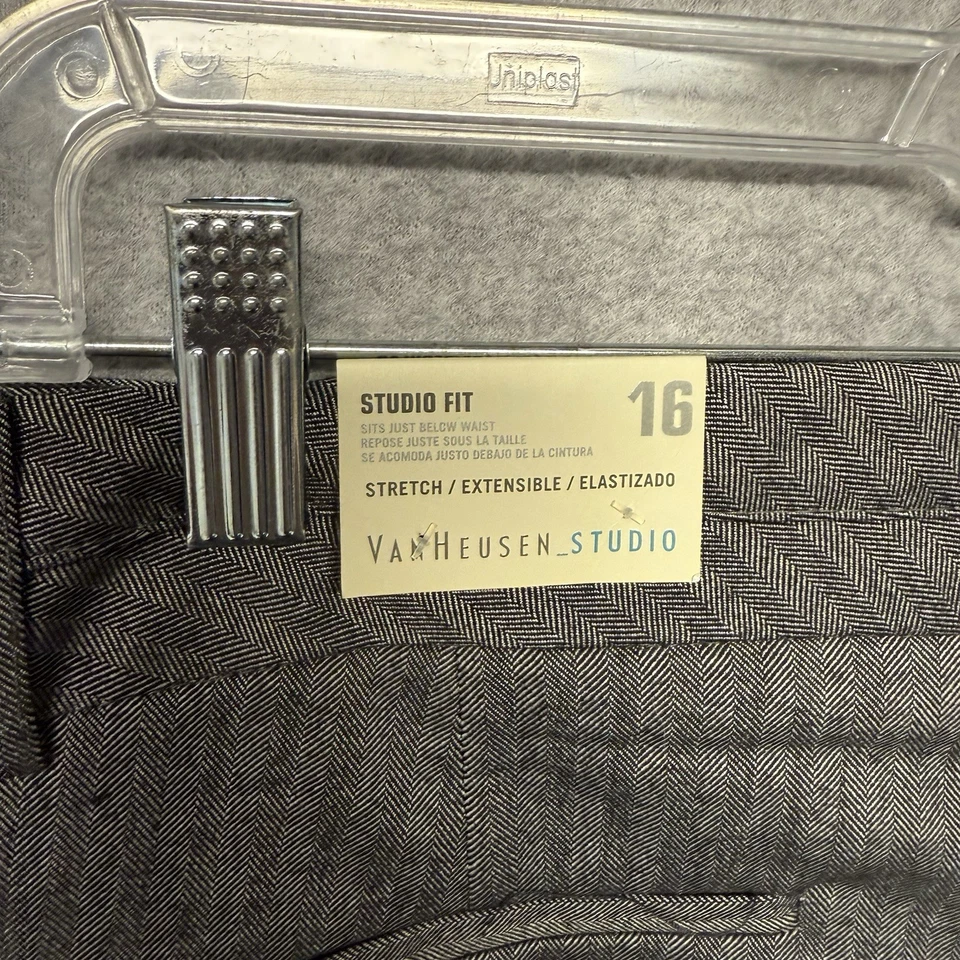 Uniplast
STUDIO FIT
16
SITS JUST BELOW WAIST
REPOSE JUSTE SOUS LA TAILLE
SE ACOMODA JUSTO DEBAJO DE LA CINTURA
STRETCH / EXTENSIBLE / ELASTIZADO
VANHEUSEN_STUDIO